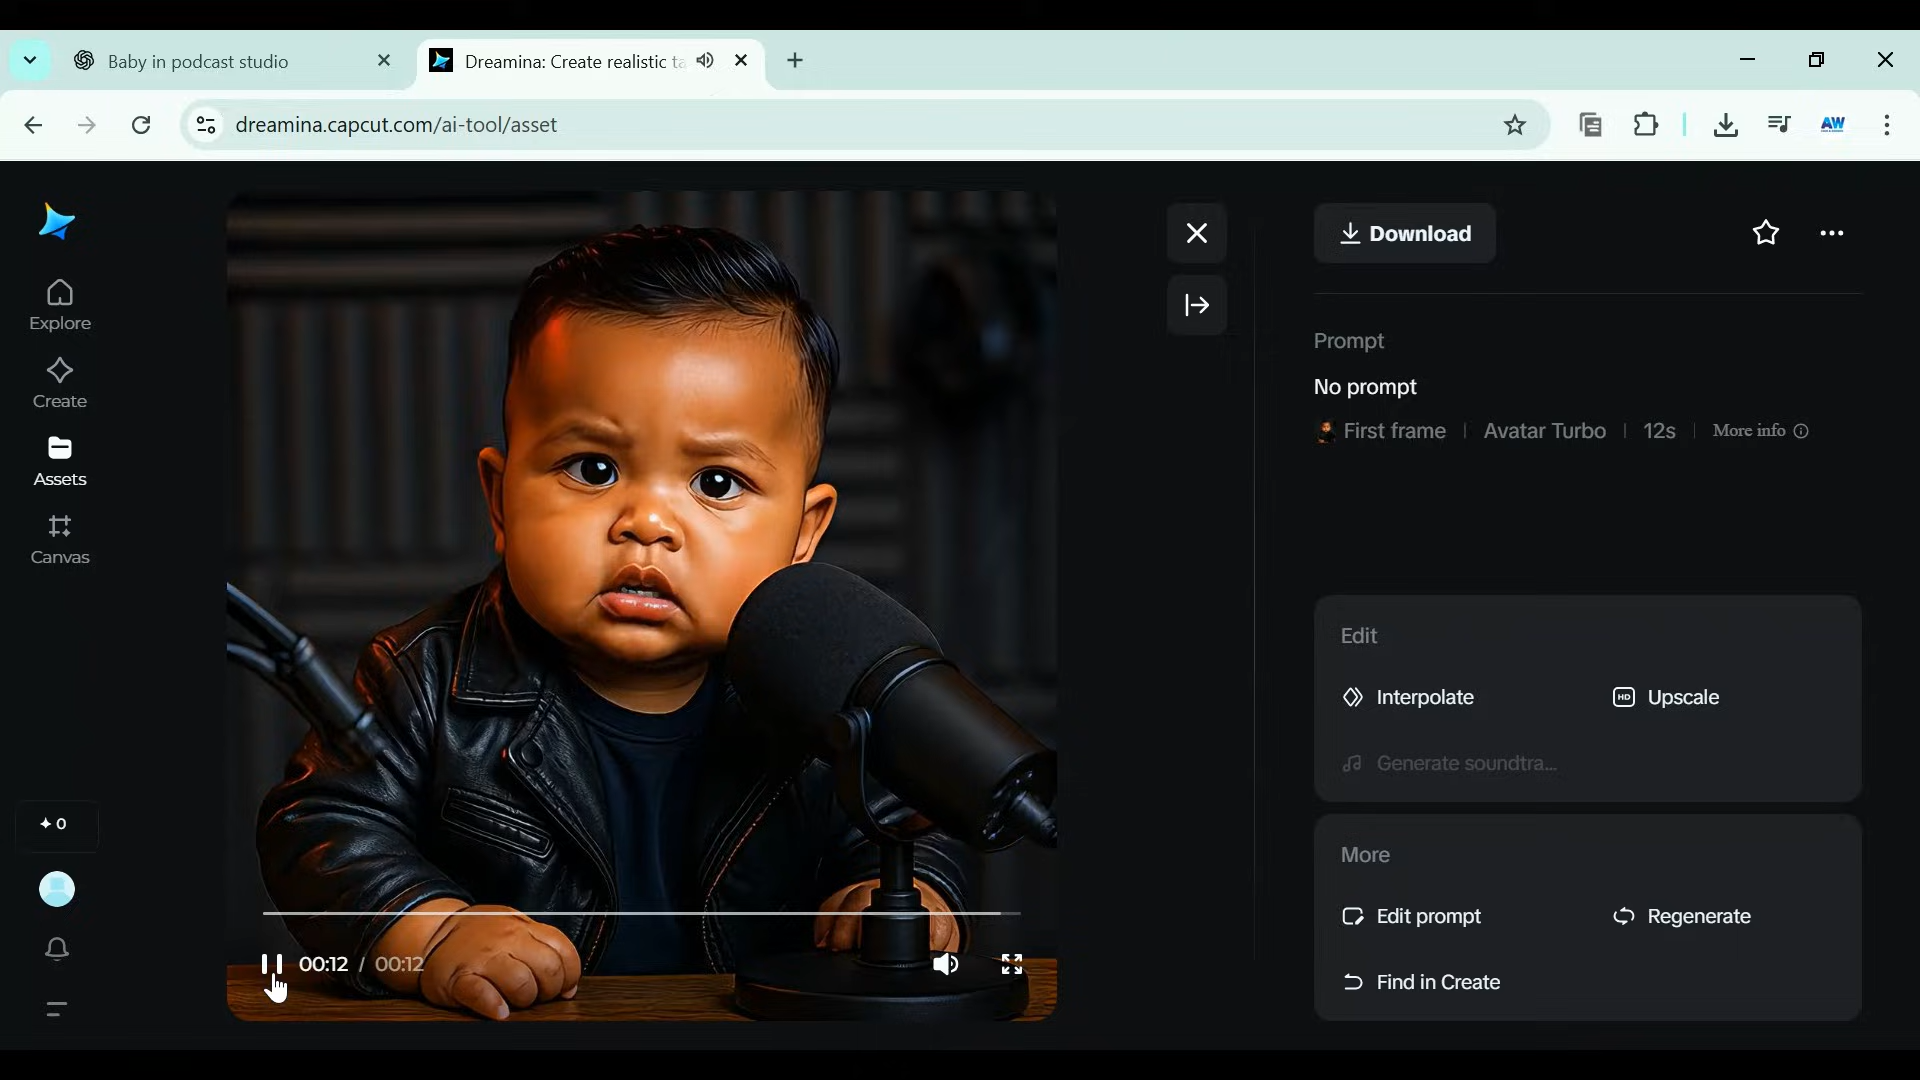 Baby in podcast studio
Dreamina: Create realistic ta
dreamina.capcut.com/ai-tool/asset
AW
Explore
Create
Assets
Canvas
0
00:12 / 00:12
Download
Prompt
No prompt
First frame | Avatar Turbo | 12s | More info
Edit
Interpolate
HD Upscale
Generate soundtra...
More
Edit prompt
Regenerate
Find in Create